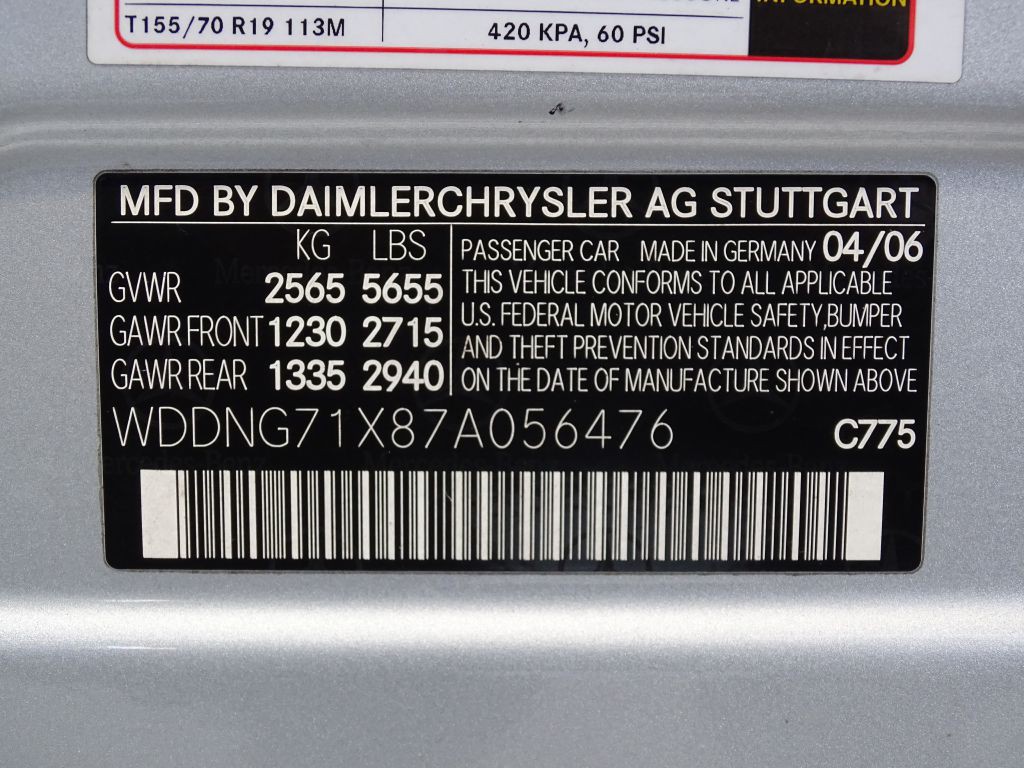 INFORMATION
T155/70 R19 113M 420 KPA, 60 PSI
MFD BY DAIMLERCHRYSLER AG STUTTGART
KG LBS
GVWR 2565 5655
GAWR FRONT 1230 2715
GAWR REAR 1335 2940
PASSENGER CAR MADE IN GERMANY 04/06
THIS VEHICLE CONFORMS TO ALL APPLICABLE
U.S. FEDERAL MOTOR VEHICLE SAFETY, BUMPER
AND THEFT PREVENTION STANDARDS IN EFFECT
ON THE DATE OF MANUFACTURE SHOWN ABOVE
WDDNG71X87A056476 C775